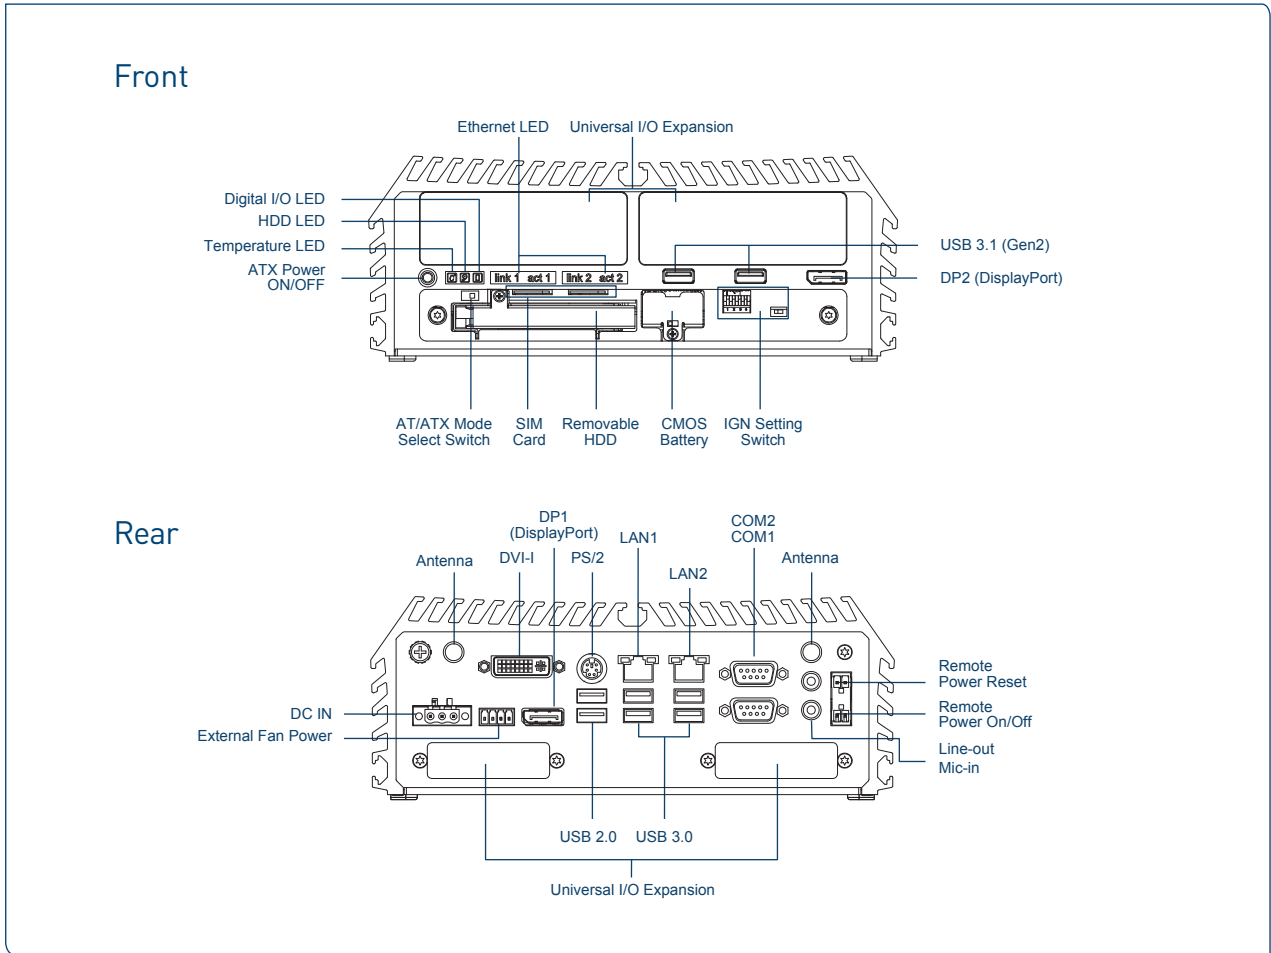 Front
Ethernet LED
Universal I/O Expansion
Digital I/O LED
HDD LED
Temperature LED
ATX Power
ON/OFF
link 1 act 1
link 2 act 2
USB 3.1 (Gen2)
DP2 (DisplayPort)
AT/ATX Mode
Select Switch
SIM
Card
Removable
HDD
CMOS
Battery
IGN Setting
Switch
Rear
DP1
(DisplayPort)
Antenna
DVI-I
PS/2
LAN1
LAN2
COM2
COM1
Antenna
DC IN
External Fan Power
Remote
Power Reset
Remote
Power On/Off
Line-out
Mic-in
USB 2.0
USB 3.0
Universal I/O Expansion